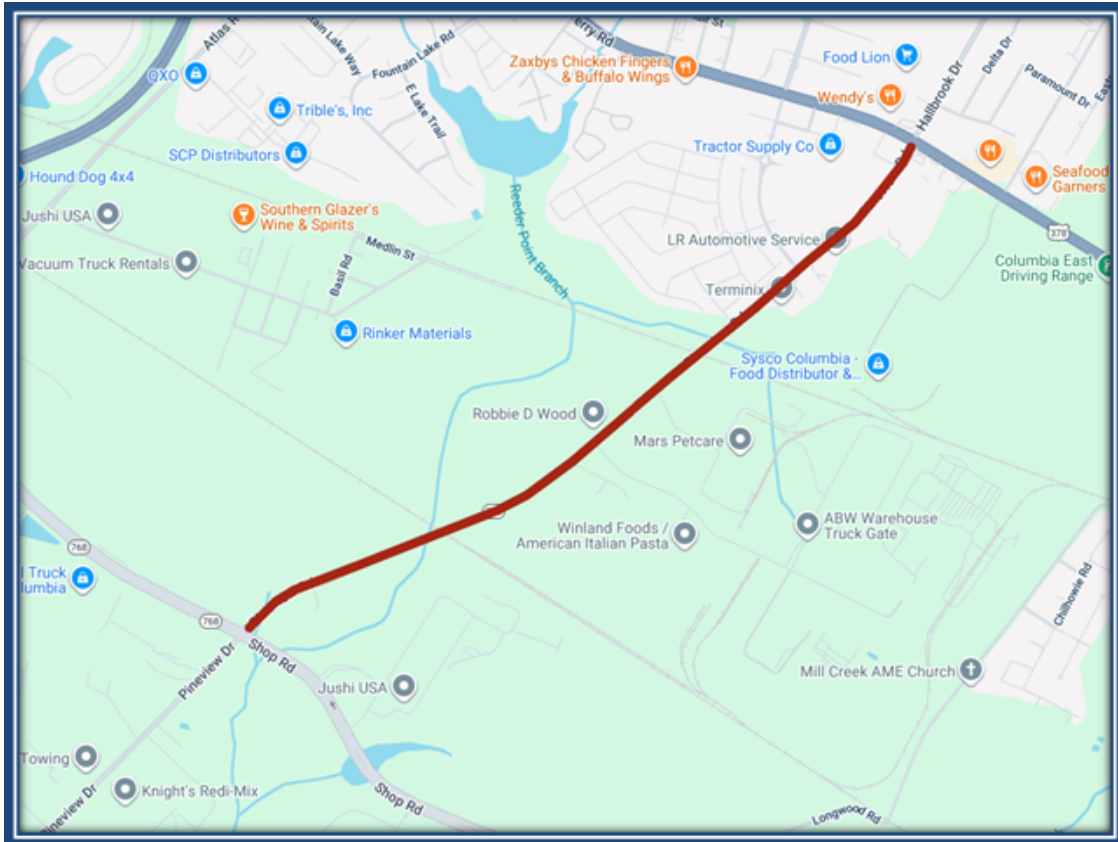 Atlas R
tain Lake Way
Fountain Lake Rd
E Lake Trail
erry Rd
Zaxbys Chicken Fingers
& Buffalo Wings
Food Lion
Hallbrook Dr
Delta Dr
Paramount Dr
East
QXO
Trible's, Inc
Wendy's
SCP Distributors
Tractor Supply Co
Hound Dog 4x4
Seafood
Garners
Jushi USA
Southern Glazer's
Wine & Spirits
Reeder Point Branch
378
LR Automotive Service
Medlin St
Basil Rd
Vacuum Truck Rentals
Columbia East
Driving Range
Terminix
Rinker Materials
Sysco Columbia -
Food Distributor &...
Robbie D Wood
Mars Petcare
ABW Warehouse
Truck Gate
Winland Foods /
American Italian Pasta
768
l Truck
lumbia
Chilhowie Rd
768
Shop Rd
Pineview Dr
Mill Creek AME Church
Jushi USA
Towing
Knight's Redi-Mix
Pineview Dr
Shop Rd
Longwood Rd